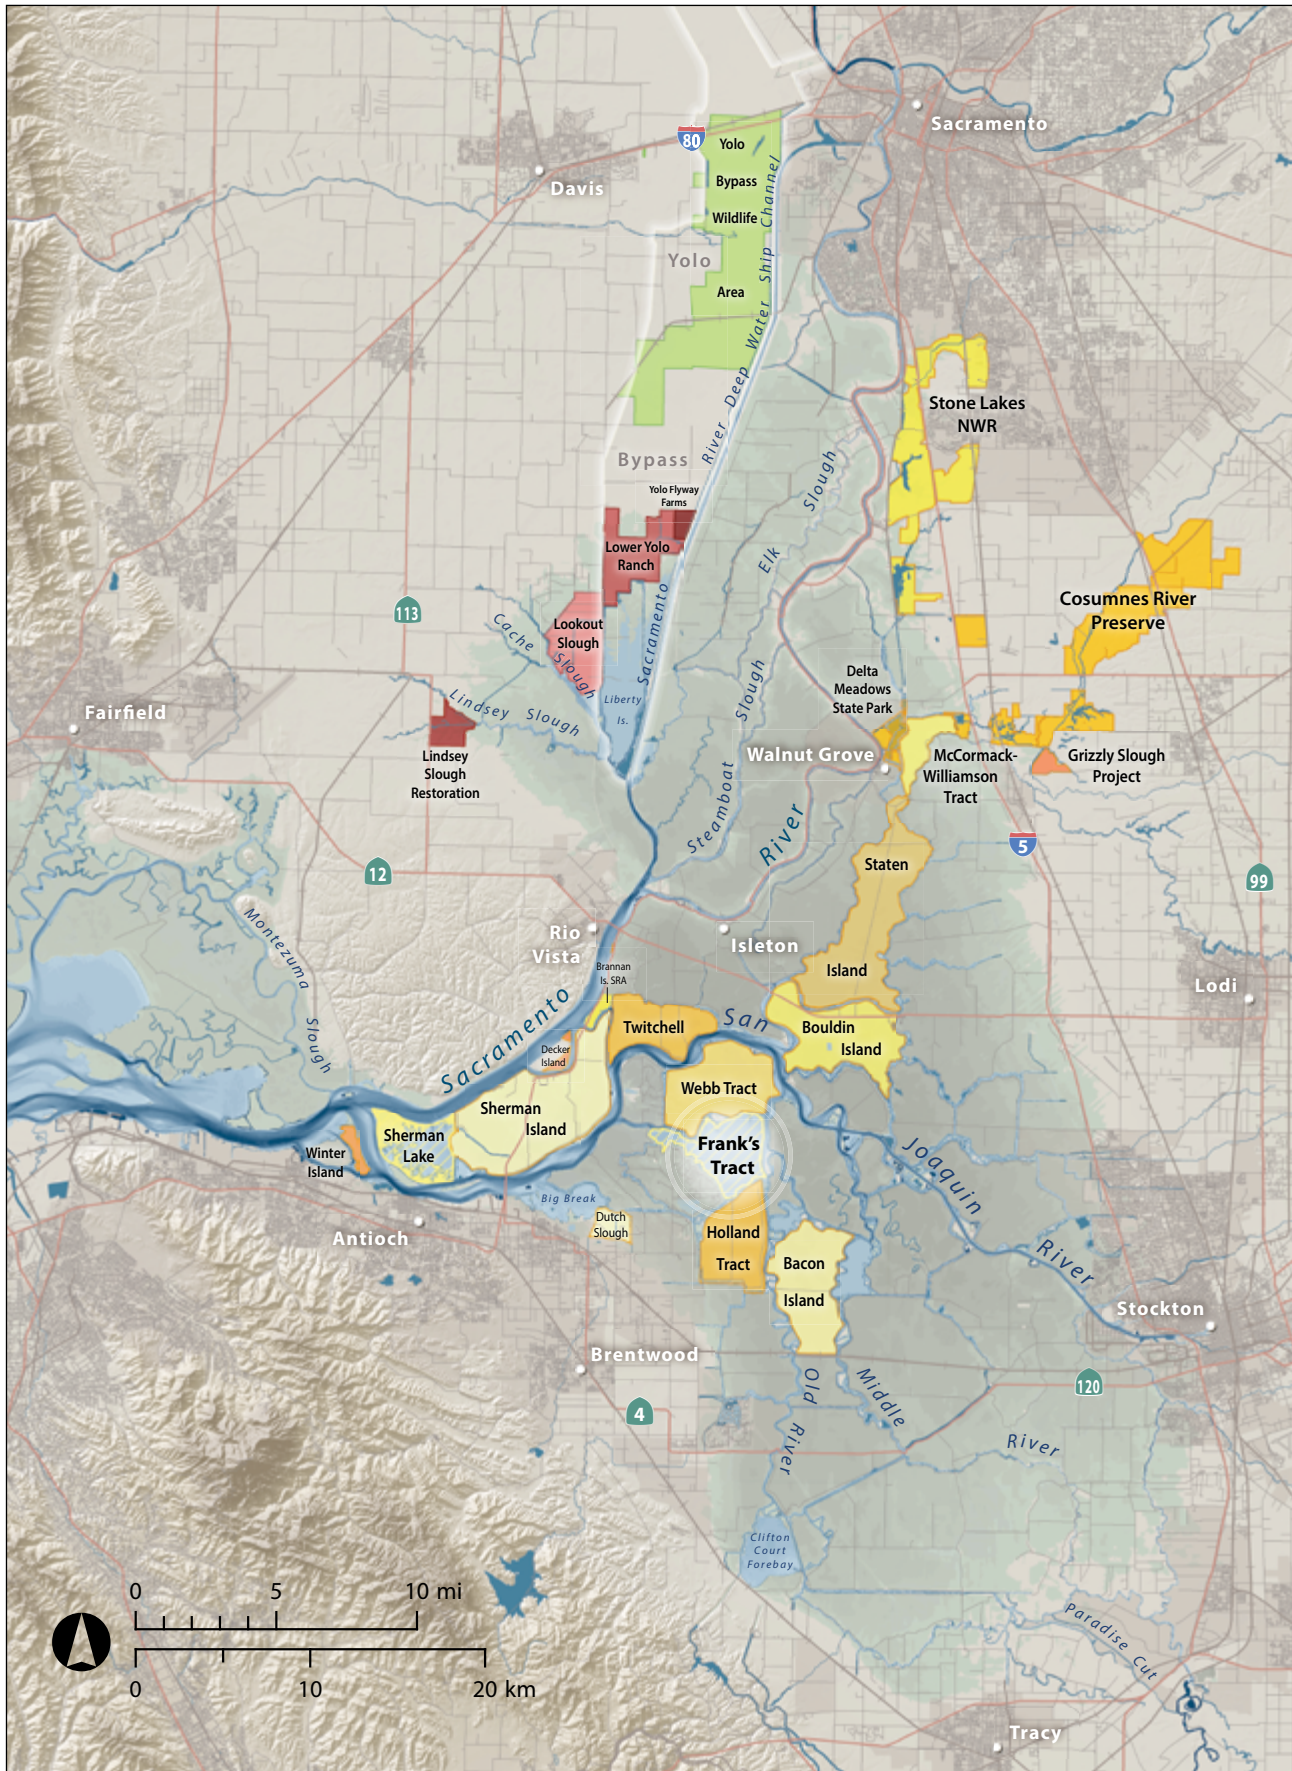 Sacramento
80
Yolo
Bypass
Wildlife
Area
Davis
Yolo
Bypass
Sacramento River Deep Water Ship Channel
Stone Lakes
NWR
Elk Slough
Yolo Flyway
Farms
Lower Yolo
Ranch
Cosumnes River
Preserve
113
Lookout
Slough
Cache Slough
Liberty
Is.
Lindsey Slough
Fairfield
Lindsey
Slough
Restoration
Delta
Meadows
State Park
Walnut Grove
McCormack-
Williamson
Tract
Grizzly Slough
Project
Steamboat Slough
5
12
99
Staten
Island
Montezuma Slough
Rio
Vista
Isleton
Lodi
Brannan
Is. SRA
Sacramento River
Twitchell
San Joaquin River
Bouldin
Island
Decker
Island
Webb Tract
Sherman
Island
Sherman
Lake
Winter
Island
Frank's
Tract
Big Break
Dutch
Slough
Antioch
Holland
Tract
Bacon
Island
Stockton
Brentwood
120
4
Old River
Middle River
Clifton
Court
Forebay
Paradise Cut
Tracy
0 5 10 mi
0 10 20 km